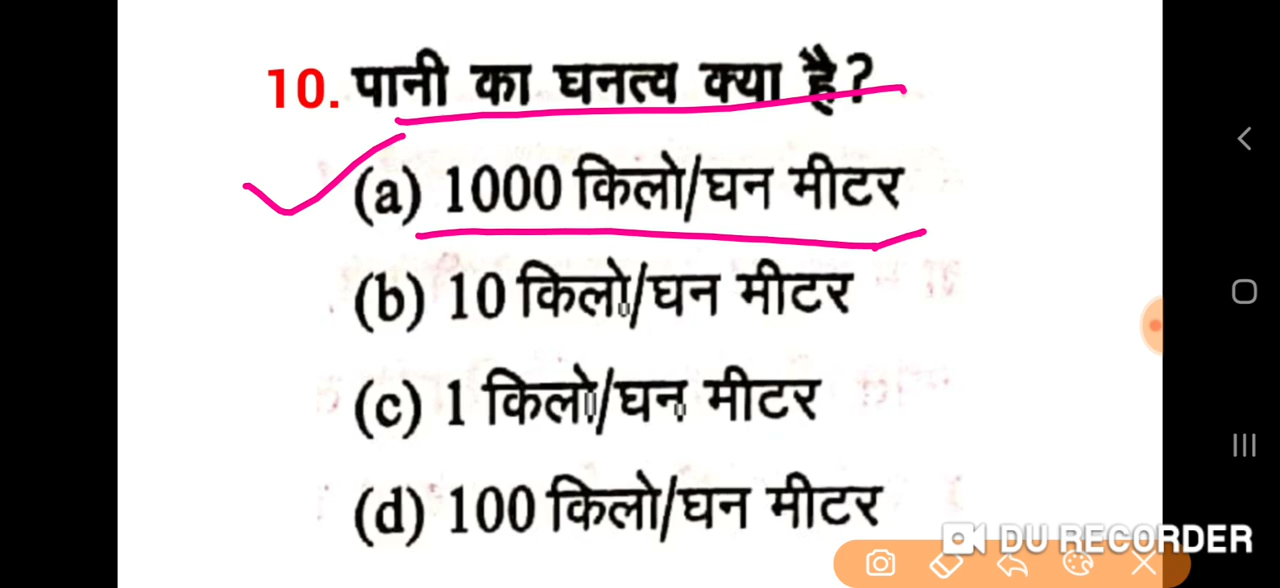 10. पानी का घनत्व क्या है?
(a) 1000 किलो/घन मीटर
(b) 10 किलो/घन मीटर
(c) 1 किलो/घन मीटर
(d) 100 किलो/घन मीटर
DU RECORDER